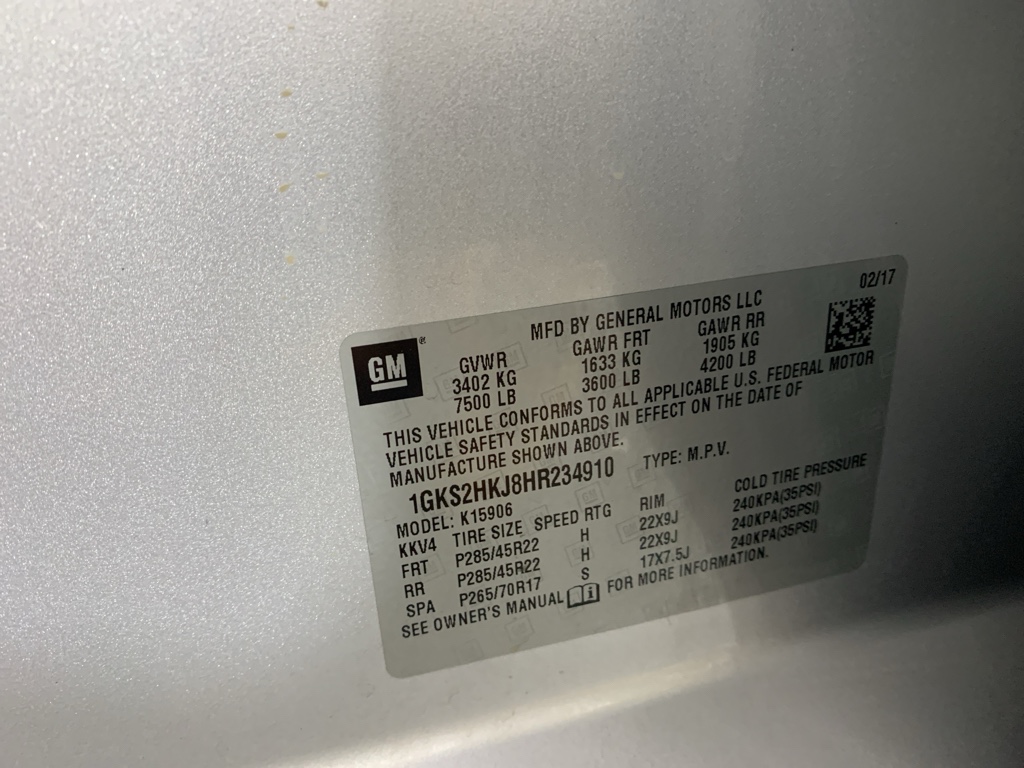 02/17
MFD BY GENERAL MOTORS LLC
GM®
GVWR GAWR FRT GAWR RR
3402 KG 1633 KG 1905 KG
7500 LB 3600 LB 4200 LB
THIS VEHICLE CONFORMS TO ALL APPLICABLE U.S. FEDERAL MOTOR
VEHICLE SAFETY STANDARDS IN EFFECT ON THE DATE OF
MANUFACTURE SHOWN ABOVE.
1GKS2HKJ8HR234910 TYPE: M.P.V.
MODEL: K15906
KKV4 TIRE SIZE SPEED RTG RIM COLD TIRE PRESSURE
FRT P285/45R22 H 22X9J 240KPA(35PSI)
RR P285/45R22 H 22X9J 240KPA(35PSI)
SPA P265/70R17 S 17X7.5J 240KPA(35PSI)
SEE OWNER'S MANUAL FOR MORE INFORMATION.